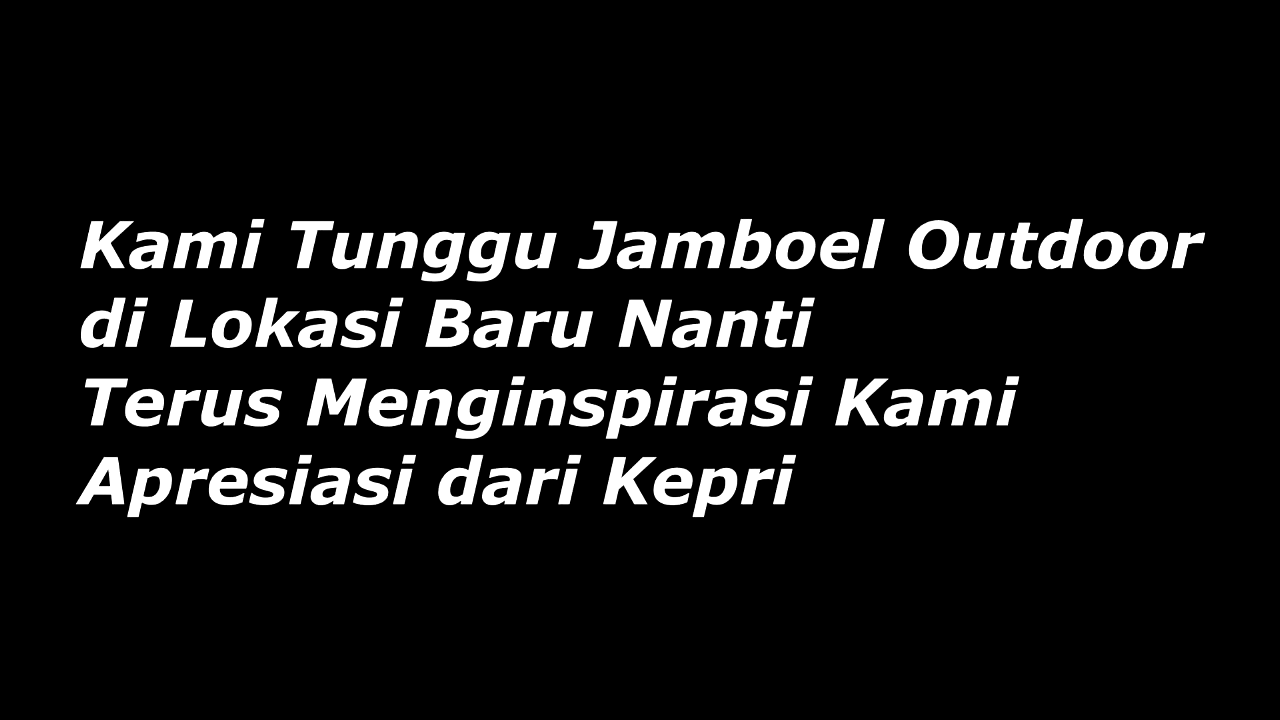 Kami Tunggu Jamboel Outdoor
di Lokasi Baru Nanti
Terus Menginspirasi Kami
Apresiasi dari Kepri